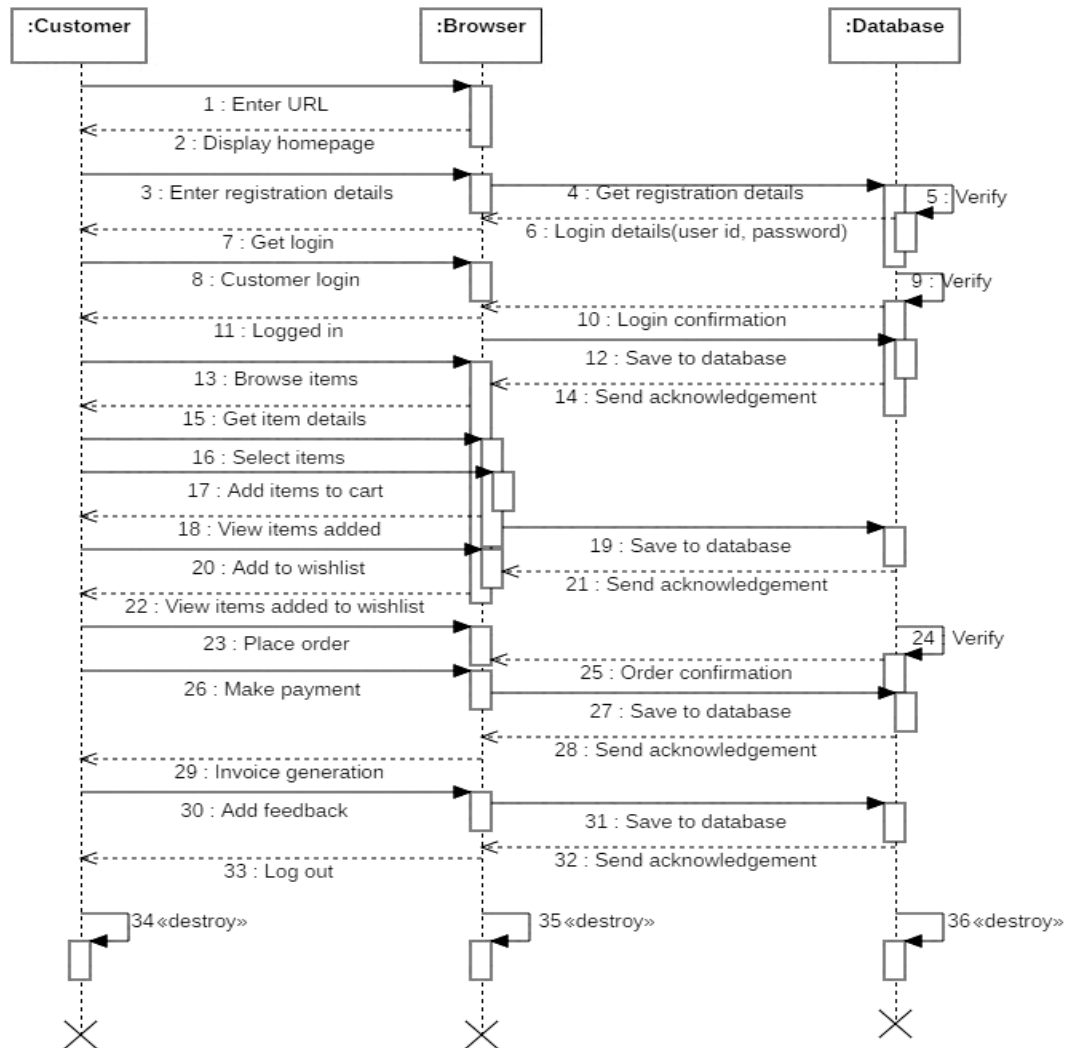 :Customer
:Browser
:Database
1 : Enter URL
2 : Display homepage
3 : Enter registration details
4 : Get registration details
5 : Verify
6 : Login details(user id, password)
7 : Get login
8 : Customer login
9 : Verify
10 : Login confirmation
11 : Logged in
12 : Save to database
13 : Browse items
14 : Send acknowledgement
15 : Get item details
16 : Select items
17 : Add items to cart
18 : View items added
19 : Save to database
20 : Add to wishlist
21 : Send acknowledgement
22 : View items added to wishlist
23 : Place order
24 : Verify
25 : Order confirmation
26 : Make payment
27 : Save to database
28 : Send acknowledgement
29 : Invoice generation
30 : Add feedback
31 : Save to database
32 : Send acknowledgement
33 : Log out
34 «destroy»
35 «destroy»
36 «destroy»